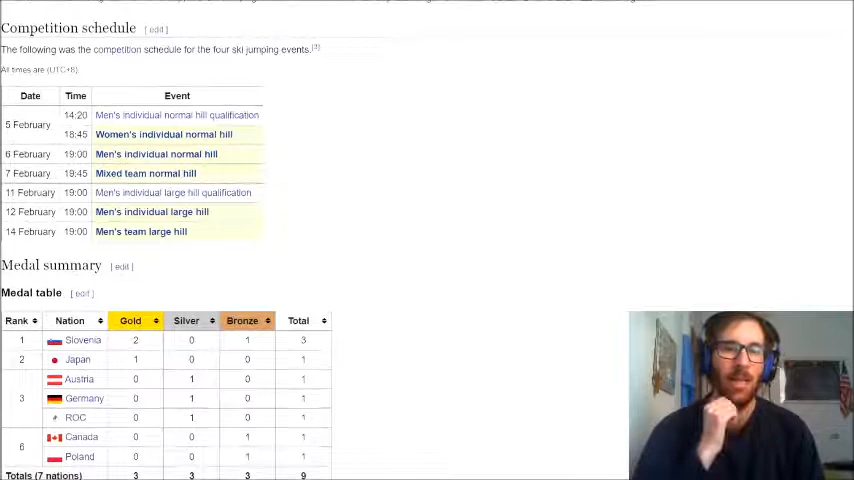 Competition schedule [ edit ]
The following was the competition schedule for the four ski jumping events.[3]
All times are (UTC+8).
Date Time Event
5 February 14:20 Men's individual normal hill qualification
18:45 Women's individual normal hill
6 February 19:00 Men's individual normal hill
7 February 19:45 Mixed team normal hill
11 February 19:00 Men's individual large hill qualification
12 February 19:00 Men's individual large hill
14 February 19:00 Men's team large hill
Medal summary [ edit ]
Medal table [ edit ]
Rank Nation Gold Silver Bronze Total
1 Slovenia 2 0 1 3
2 Japan 1 0 0 1
3 Austria 0 1 0 1
Germany 0 1 0 1
ROC 0 1 0 1
6 Canada 0 0 1 1
Poland 0 0 1 1
Totals (7 nations) 3 3 3 9